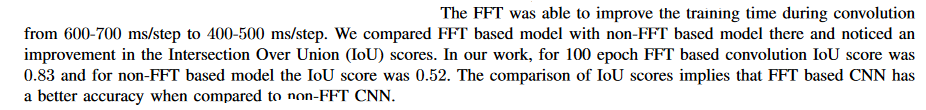 The FFT was able to improve the training time during convolution
from 600-700 ms/step to 400-500 ms/step. We compared FFT based model with non-FFT based model there and noticed an
improvement in the Intersection Over Union (IoU) scores. In our work, for 100 epoch FFT based convolution IoU score was
0.83 and for non-FFT based model the IoU score was 0.52. The comparison of IoU scores implies that FFT based CNN has
a better accuracy when compared to non-FFT CNN.